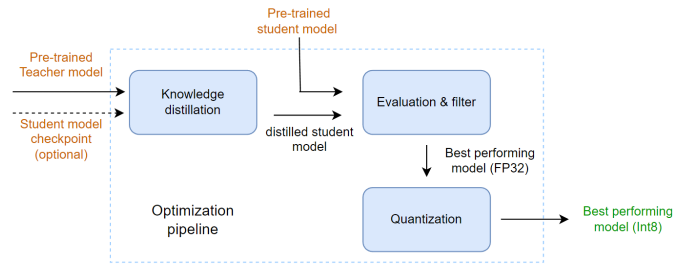 Pre-trained
student model
Pre-trained
Teacher model
Student model
checkpoint
(optional)
Knowledge
distillation
distilled student
model
Evaluation & filter
Best performing
model (FP32)
Optimization
pipeline
Quantization
Best performing
model (Int8)